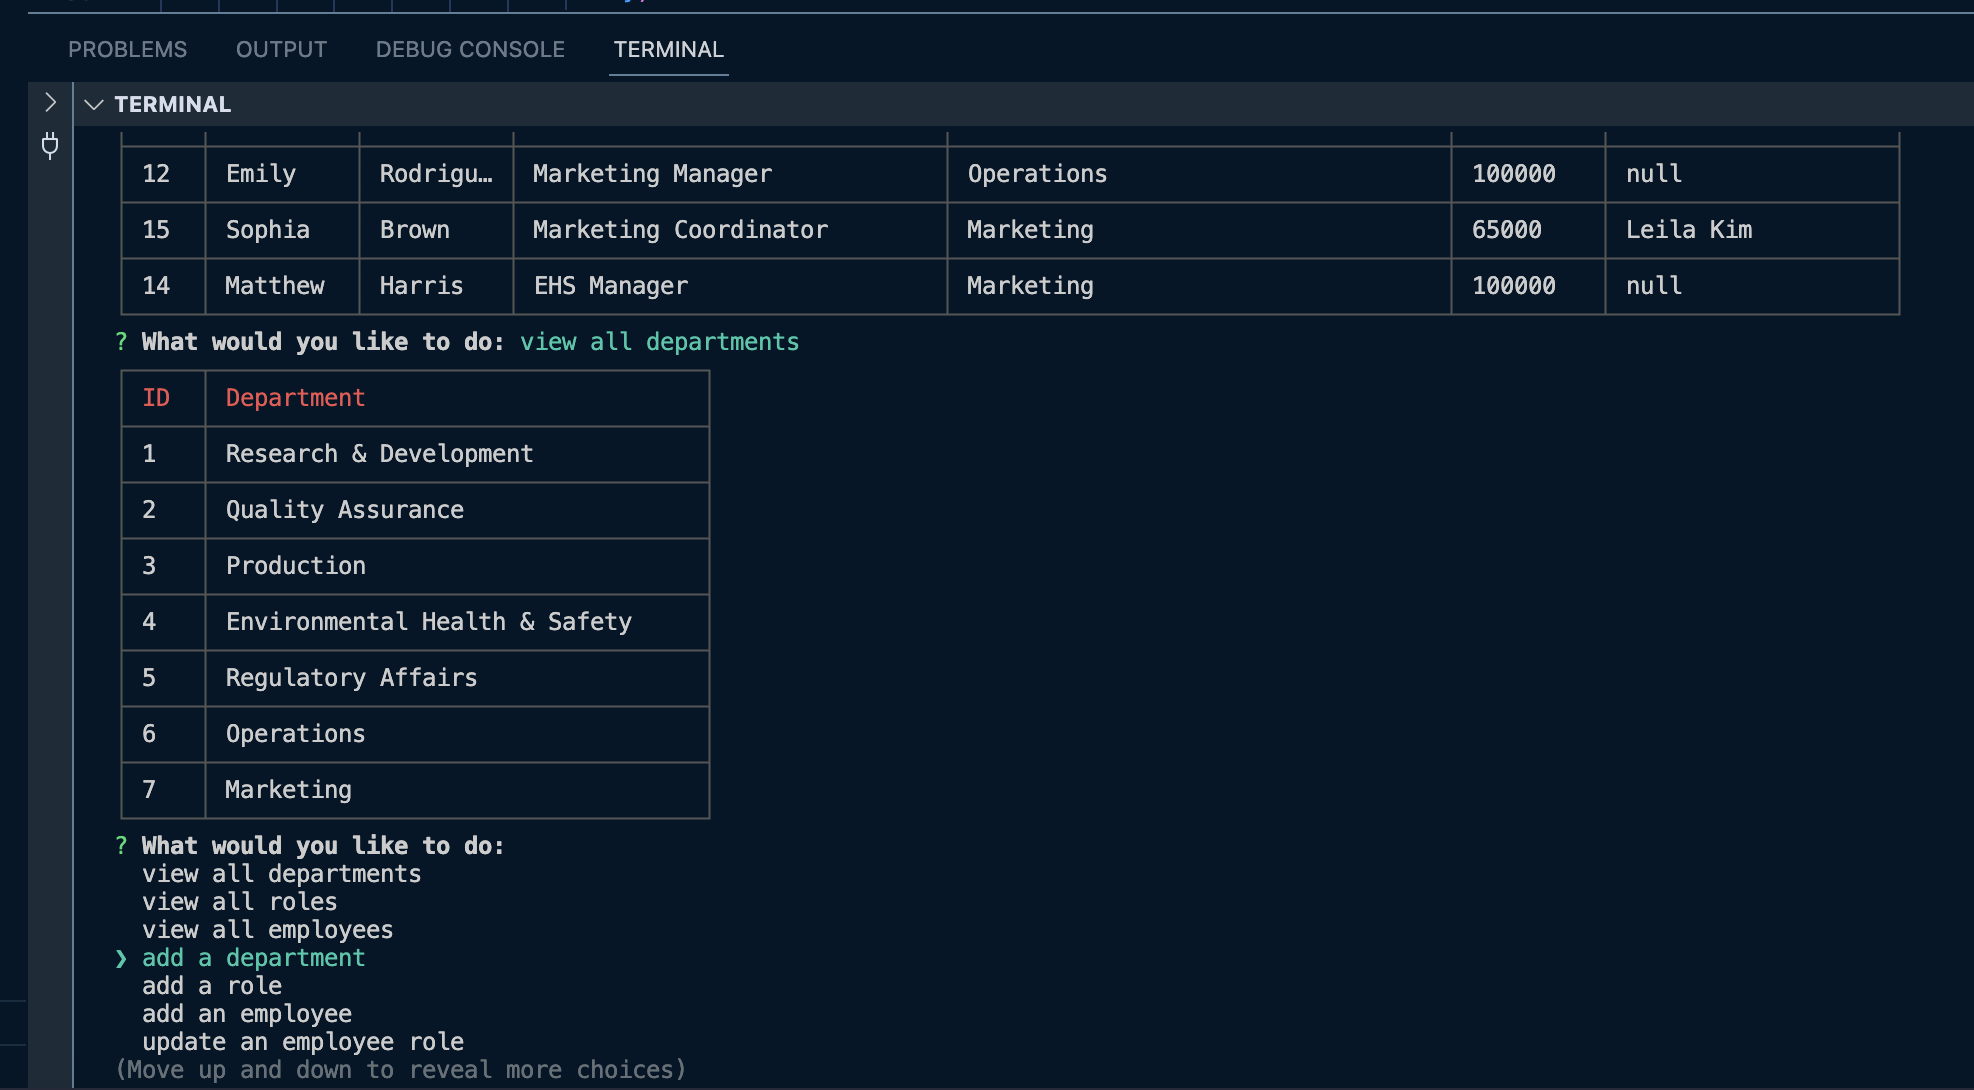 PROBLEMS OUTPUT DEBUG CONSOLE TERMINAL
TERMINAL
12 Emily Rodrigu… Marketing Manager Operations 100000 null
15 Sophia Brown Marketing Coordinator Marketing 65000 Leila Kim
14 Matthew Harris EHS Manager Marketing 100000 null
? What would you like to do: view all departments
ID Department
1 Research & Development
2 Quality Assurance
3 Production
4 Environmental Health & Safety
5 Regulatory Affairs
6 Operations
7 Marketing
? What would you like to do:
view all departments
view all roles
view all employees
❯ add a department
add a role
add an employee
update an employee role
(Move up and down to reveal more choices)